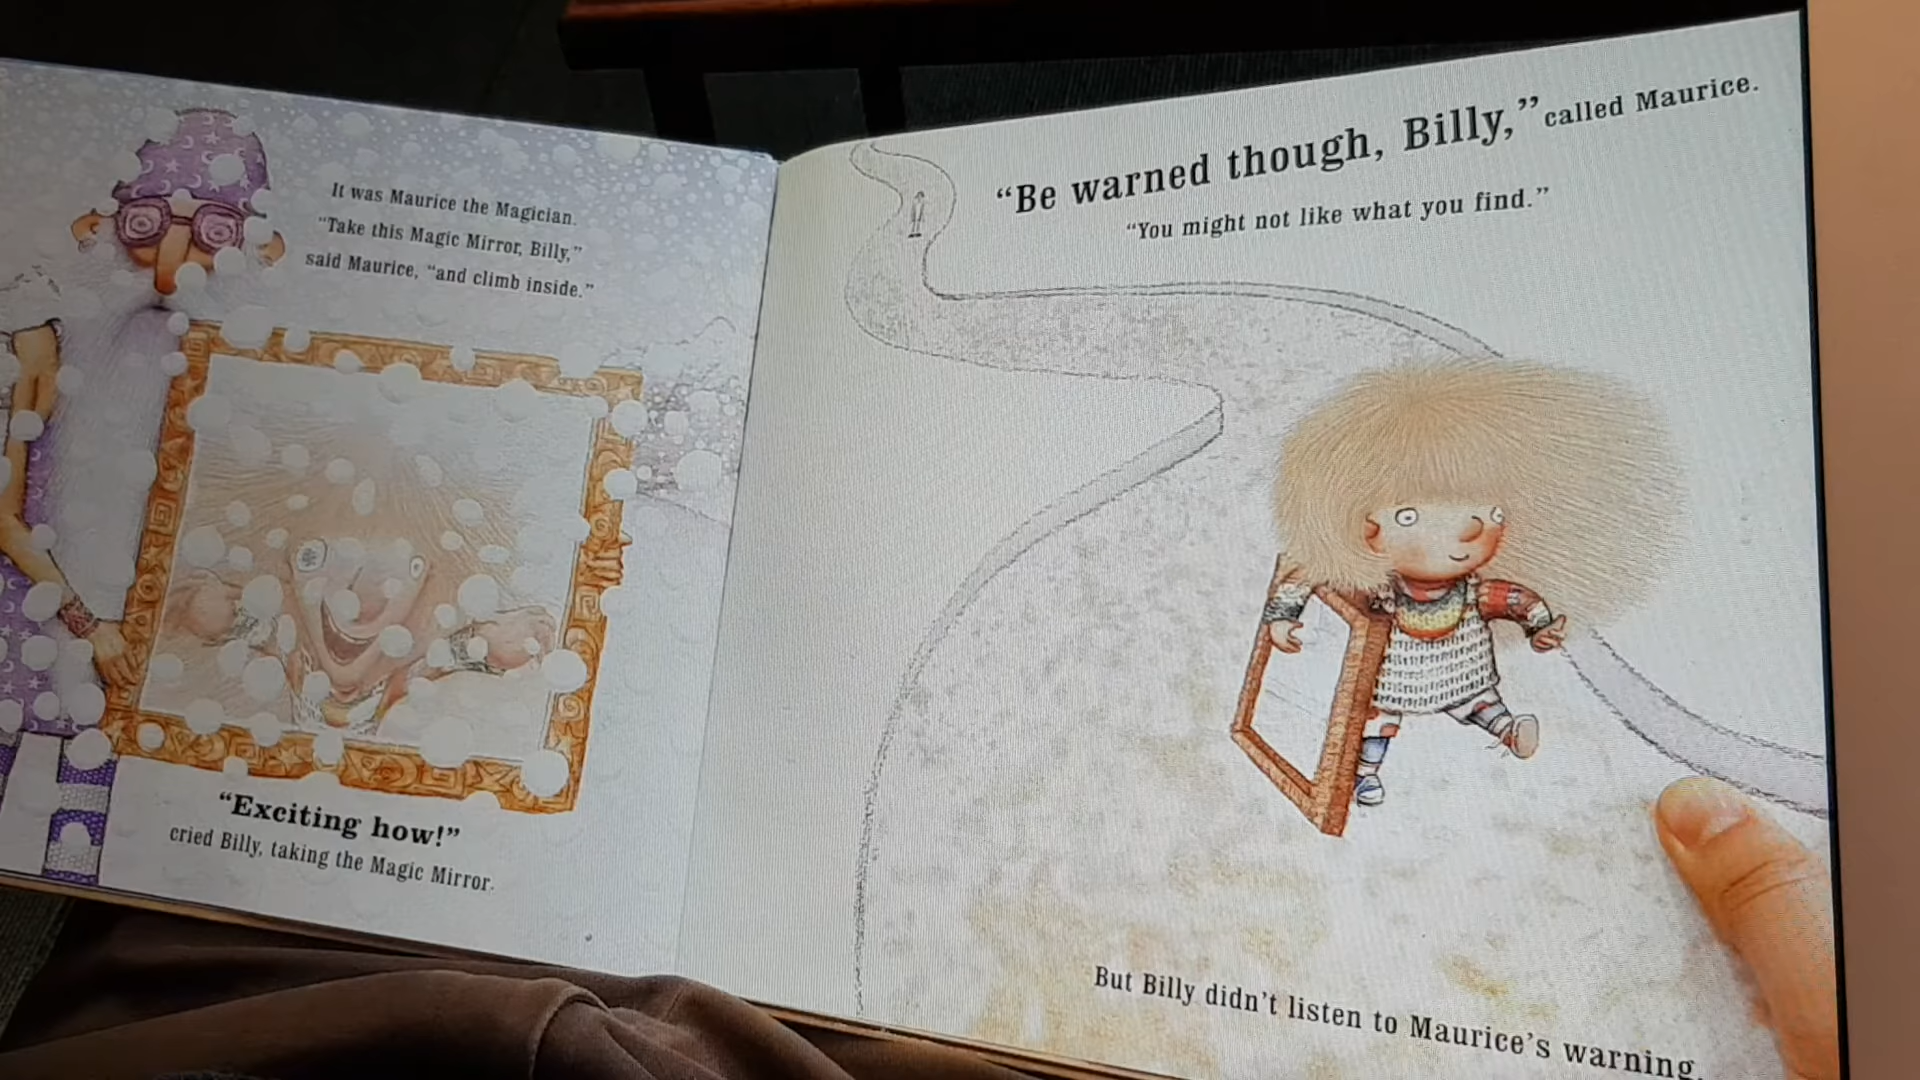 It was Maurice the Magician.
“Take this Magic Mirror, Billy,”
said Maurice, “and climb inside.”
“Exciting how!”
cried Billy, taking the Magic Mirror.
“Be warned though, Billy,” called Maurice.
“You might not like what you find.”
But Billy didn’t listen to Maurice’s warning.